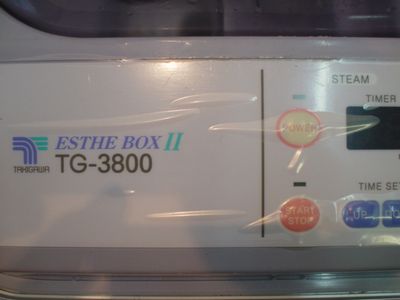 STEAM
TIMER
POWER
ESTHE BOX II
TAKIGAWA
TG-3800
TIME SET
START
STOP
UP